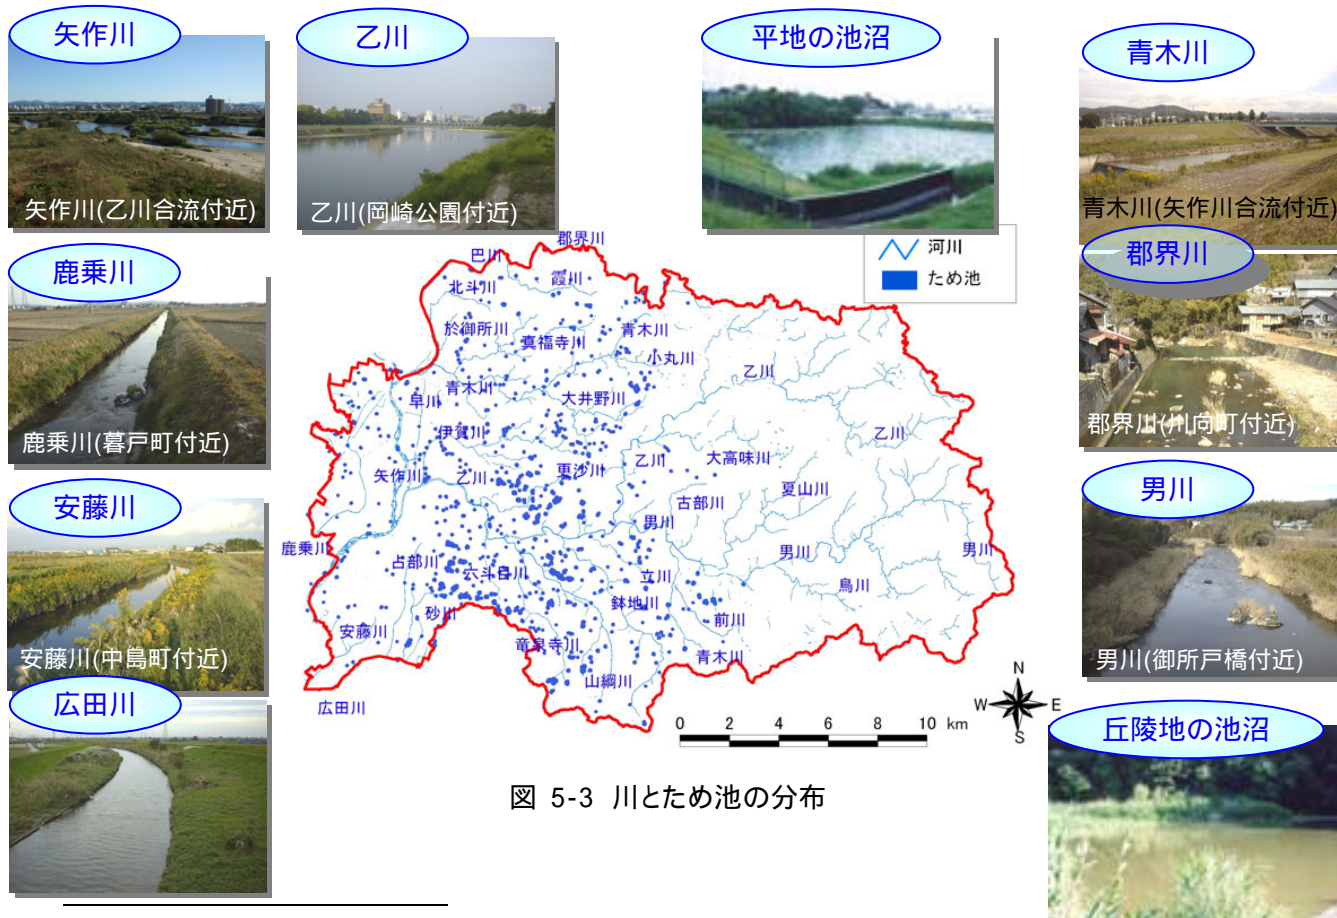 矢作川
乙川
平地の池沼
青木川
矢作川(乙川合流付近)
乙川(岡崎公園付近)
青木川(矢作川合流付近)
鹿乗川
郡界川
鹿乗川(暮戸町付近)
郡界川(川向町付近)
安藤川
男川
安藤川(中島町付近)
男川(御所戸橋付近)
広田川
丘陵地の池沼
河川
ため池
郡界川
巴川
霞川
北斗川
於御所川
真福寺川
青木川
小丸川
乙川
青木川
早川
大井野川
伊賀川
乙川
乙川
大高味川
矢作川
乙川
更沙川
夏山川
古部川
男川
鹿乗川
占部川
六斗目川
立川
男川
男川
鳥川
鉢地川
砂川
前川
安藤川
竜泉寺川
青木川
山綱川
広田川
N
W
E
S
0 2 4 6 8 10 km
図 5-3 川とため池の分布